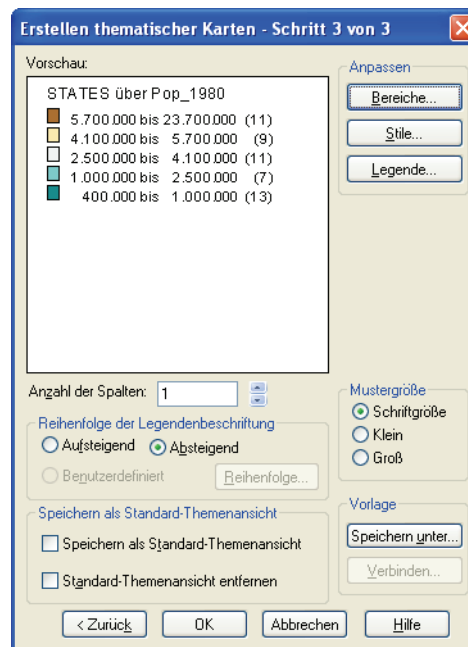 Erstellen thematischer Karten - Schritt 3 von 3
Vorschau:
STATES über Pop_1980
5.700.000 bis 23.700.000 (11)
4.100.000 bis 5.700.000 (9)
2.500.000 bis 4.100.000 (11)
1.000.000 bis 2.500.000 (7)
400.000 bis 1.000.000 (13)
Anpassen
Bereiche...
Stile...
Legende...
Anzahl der Spalten: 1
Reihenfolge der Legendenbeschriftung
Aufsteigend Absteigend
Benutzerdefiniert Reihenfolge...
Mustergröße
Schriftgröße
Klein
Groß
Speichern als Standard-Themenansicht
Speichern als Standard-Themenansicht
Standard-Themenansicht entfernen
Vorlage
Speichern unter...
Verbinden...
< Zurück OK Abbrechen Hilfe